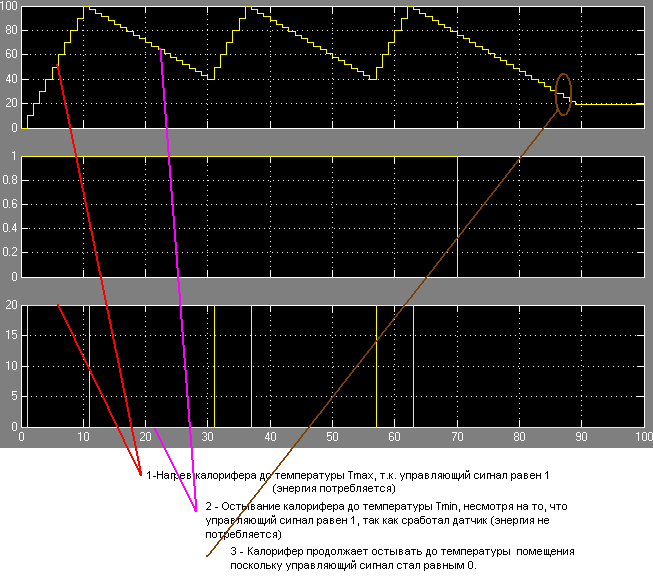 100
80
60
40
20
0
1
0.8
0.6
0.4
0.2
0
20
15
10
5
0
0 10 20 30 40 50 60 70 80 90 100
1-Нагрев калорифера до температуры Tmax, т.к. управляющий сигнал равен 1
(энергия потребляется)
2 - Остывание калорифера до температуры Tmin, несмотря на то, что
управляющий сигнал равен 1, так как сработал датчик (энергия не
потребляется)
3 - Калорифер продолжает остывать до температуры помещения
поскольку управляющий сигнал стал равным 0.